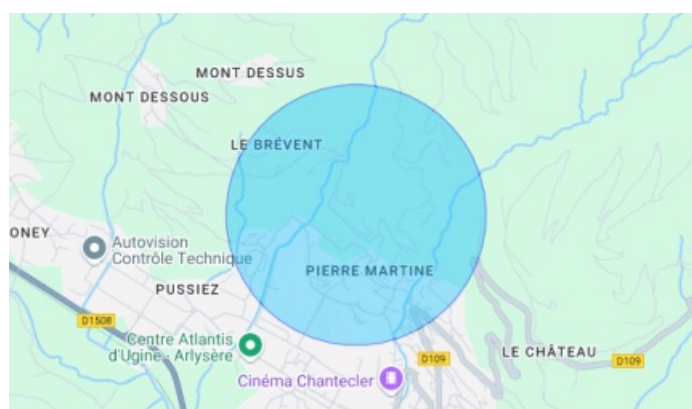 MONT DESSUS
MONT DESSOUS
LE BRÉVENT
ONEY
Autovision
Contrôle Technique
PIERRE MARTINE
PUSSIEZ
D1508
Centre Atlantis
d'Ugine - Arlysère
LE CHÂTEAU
D109
D109
Cinéma Chantecler